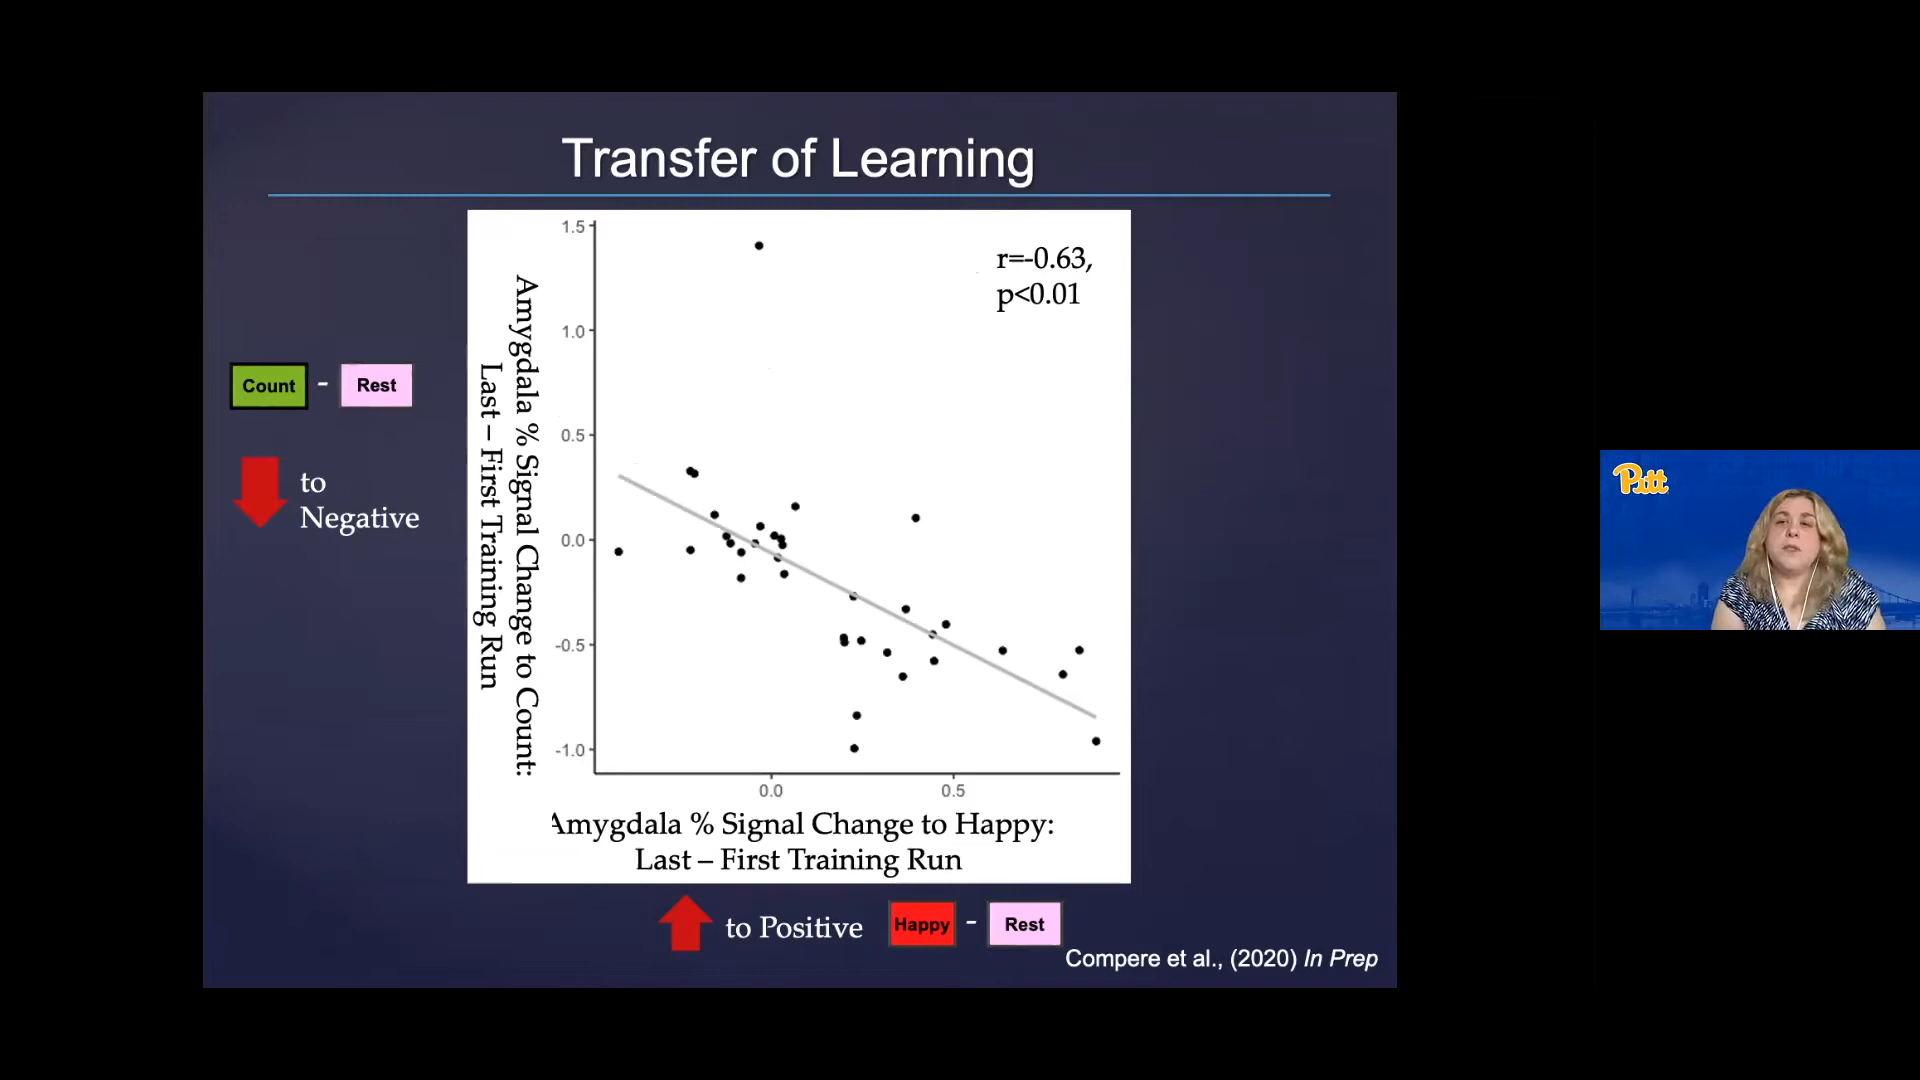 Transfer of Learning
Amygdala % Signal Change to Count:
Last – First Training Run
1.5
1.0
0.5
0.0
-0.5
-1.0
r=-0.63,
p<0.01
0.0
0.5
Amygdala % Signal Change to Happy:
Last – First Training Run
Count - Rest
to
Negative
to Positive
Happy - Rest
Compere et al., (2020) In Prep
Pitt